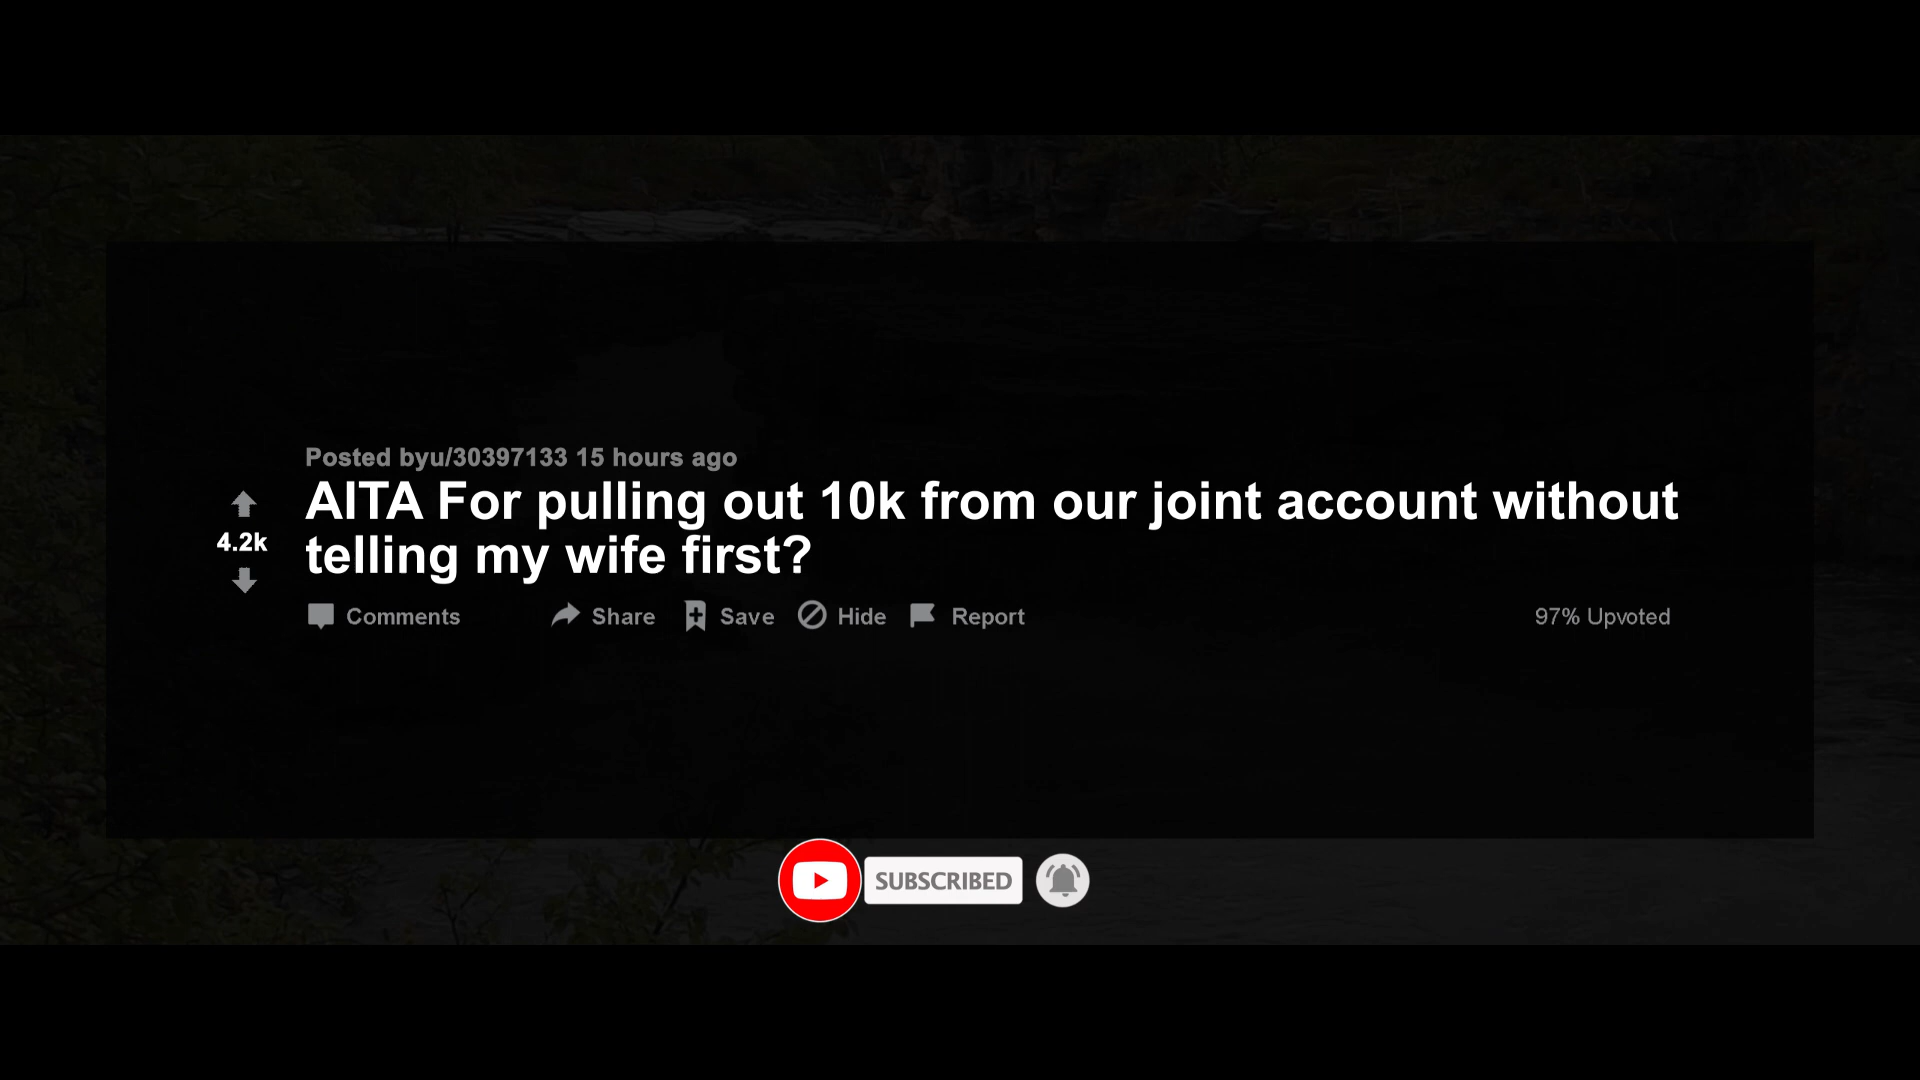 Posted byu/30397133 15 hours ago
AITA For pulling out 10k from our joint account without
telling my wife first?
4.2k
Comments Share Save Hide Report 97% Upvoted
SUBSCRIBED